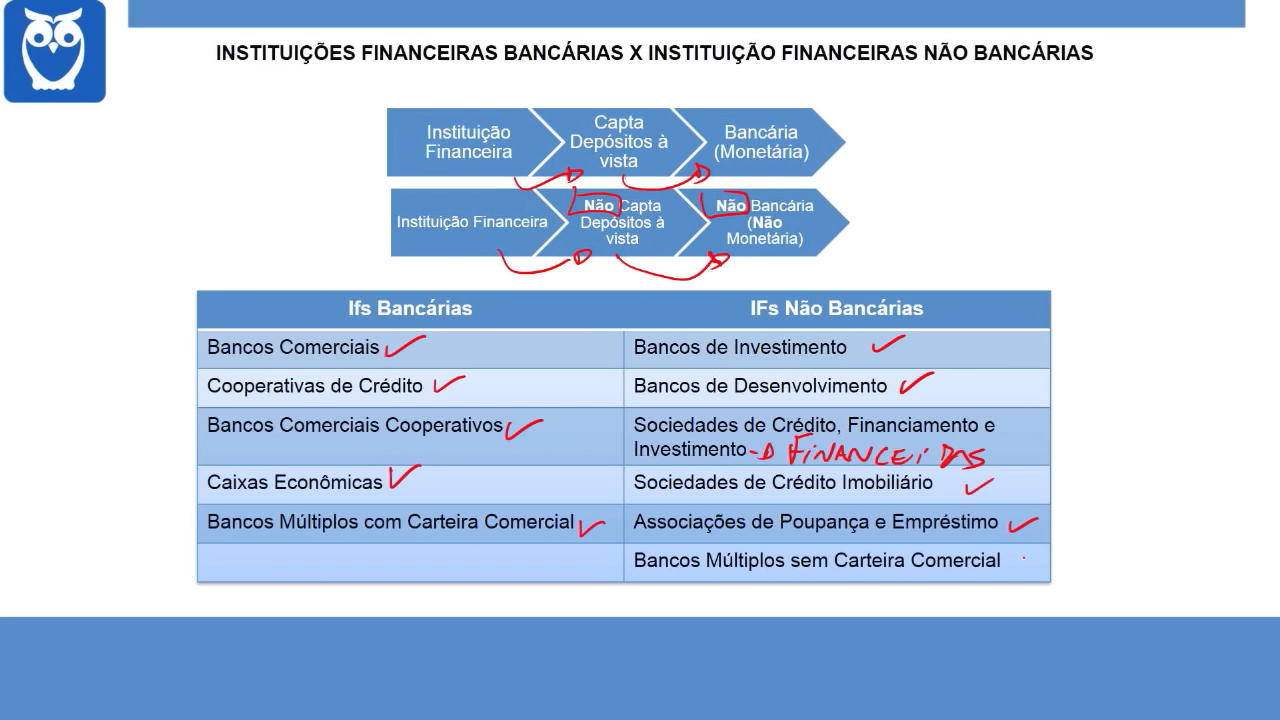 INSTITUIÇÕES FINANCEIRAS BANCÁRIAS X INSTITUIÇÃO FINANCEIRAS NÃO BANCÁRIAS
Instituição
Financeira
Capta
Depósitos à
vista
Bancária
(Monetária)
Instituição Financeira
Não Capta
Depósitos à
vista
Não Bancária
(Não
Monetária)
Ifs Bancárias
IFs Não Bancárias
Bancos Comerciais
Bancos de Investimento
Cooperativas de Crédito
Bancos de Desenvolvimento
Bancos Comerciais Cooperativos
Sociedades de Crédito, Financiamento e
Investimento FINANCEIRAS
Caixas Econômicas
Sociedades de Crédito Imobiliário
Bancos Múltiplos com Carteira Comercial
Associações de Poupança e Empréstimo
Bancos Múltiplos sem Carteira Comercial